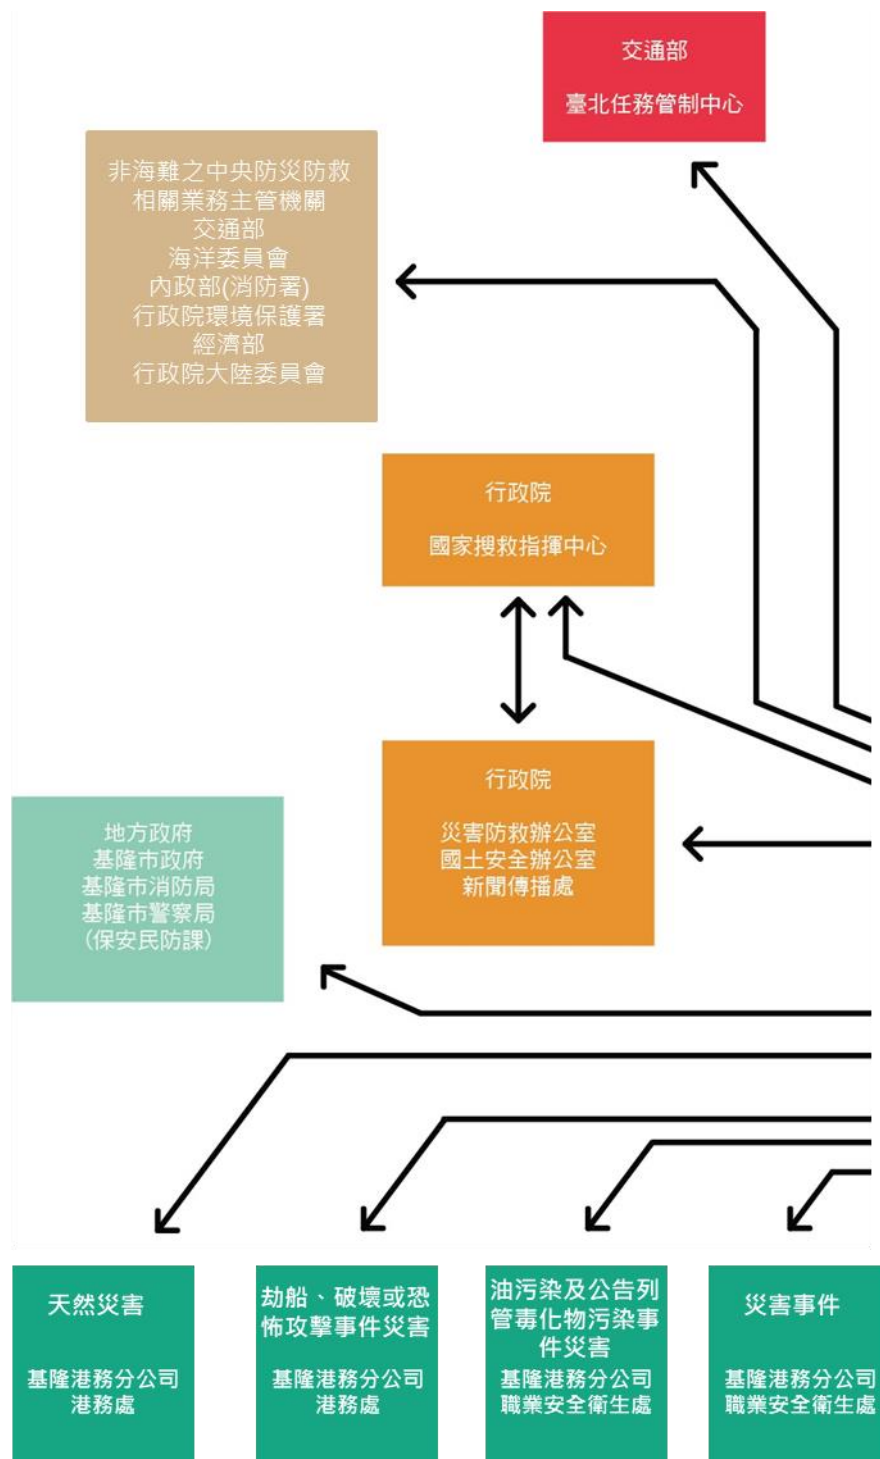 交通部
臺北任務管制中心
非海難之中央防災防救
相關業務主管機關
交通部
海洋委員會
內政部(消防署)
行政院環境保護署
經濟部
行政院大陸委員會
行政院
國家搜救指揮中心
行政院
災害防救辦公室
國土安全辦公室
新聞傳播處
地方政府
基隆市政府
基隆市消防局
基隆市警察局
(保安民防課)
天然災害
基隆港務分公司
港務處
劫船、破壞或恐
怖攻擊事件災害
基隆港務分公司
港務處
油污染及公告列
管毒化物污染事
件災害
基隆港務分公司
職業安全衛生處
災害事件
基隆港務分公司
職業安全衛生處